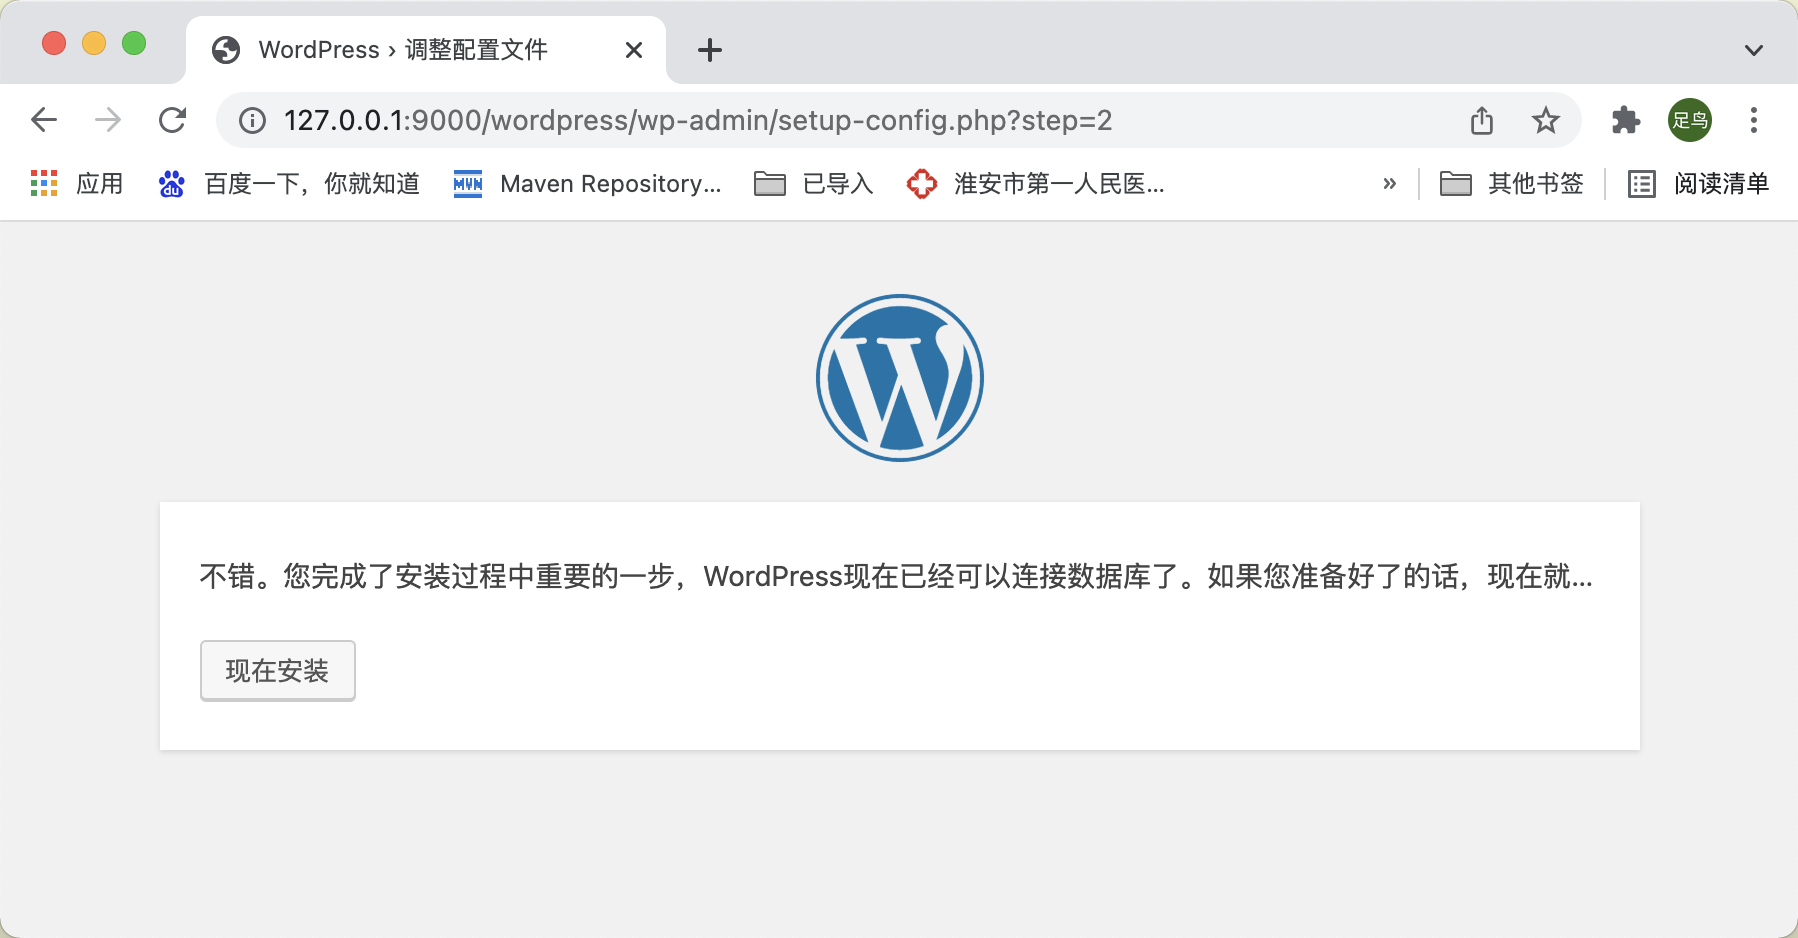 WordPress › 调整配置文件
127.0.0.1:9000/wordpress/wp-admin/setup-config.php?step=2
足鸟
应用 百度一下，你就知道 Maven Repository... 已导入 淮安市第一人民医... » 其他书签 阅读清单
不错。您完成了安装过程中重要的一步，WordPress现在已经可以连接数据库了。如果您准备好了的话，现在就...
现在安装